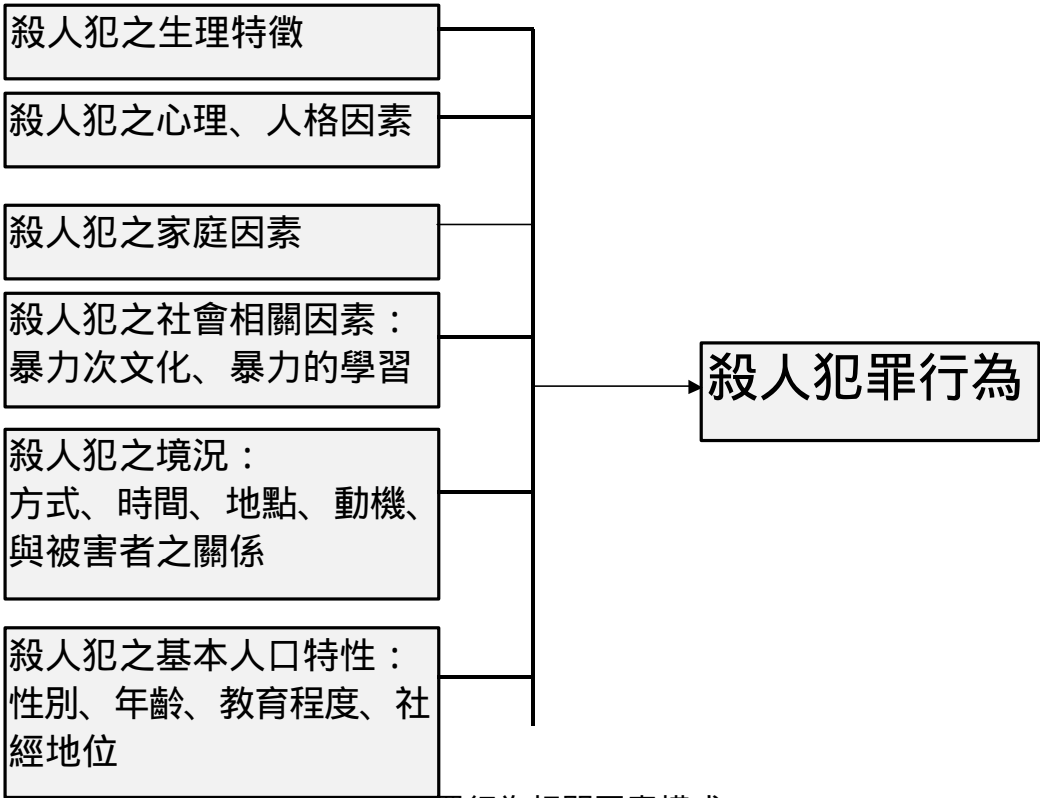 殺人犯之生理特徵
殺人犯之心理、人格因素
殺人犯之家庭因素
殺人犯之社會相關因素：
暴力次文化、暴力的學習
殺人犯之境況：
方式、時間、地點、動機、
與被害者之關係
殺人犯之基本人口特性：
性別、年齡、教育程度、社
經地位
殺人犯罪行為